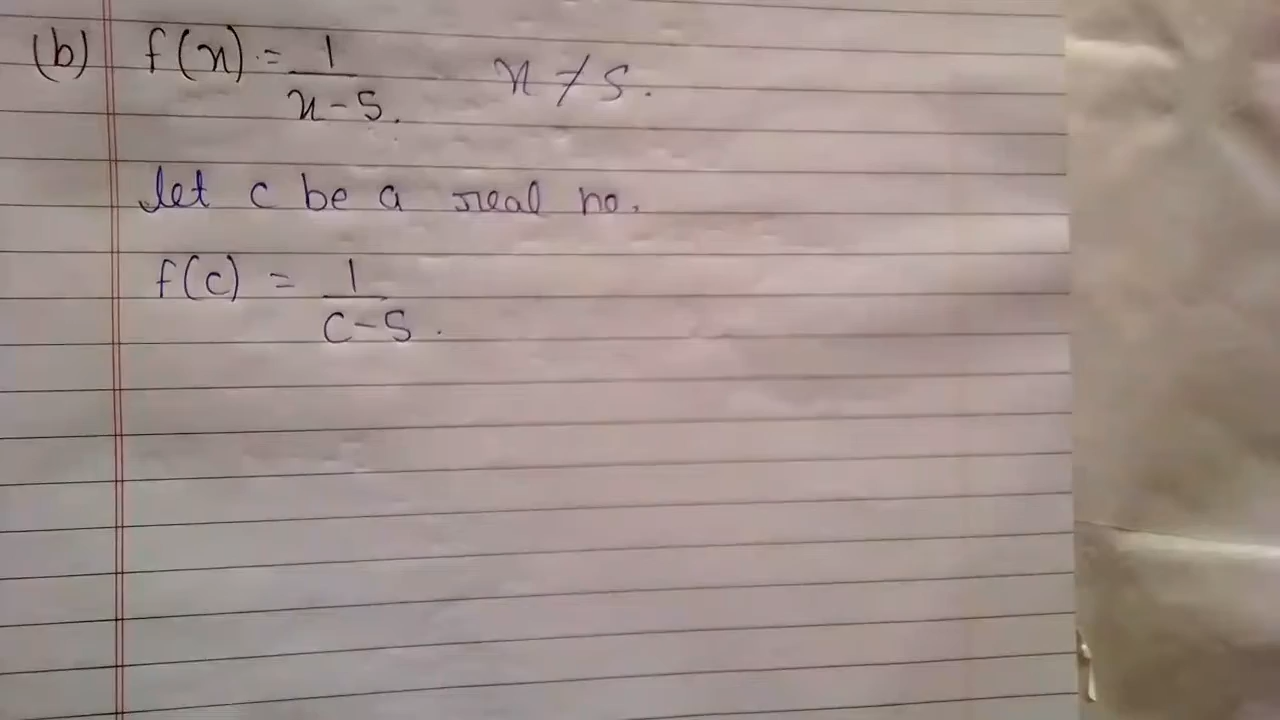 (b) f(x) = 1/(x-5). x ≠ 5.
let c be a real no.
f(c) = 1/(c-5).